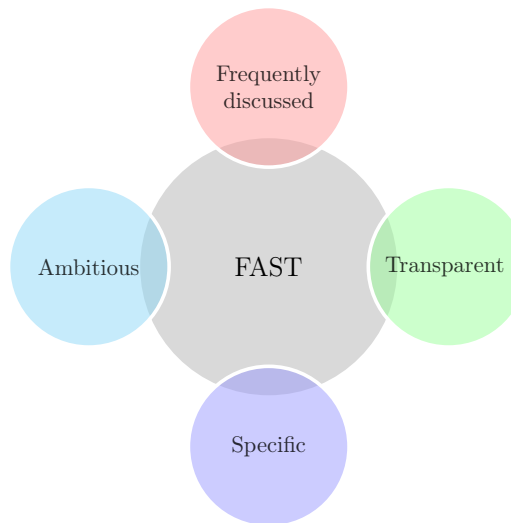 Frequently
discussed
Ambitious
FAST
Transparent
Specific